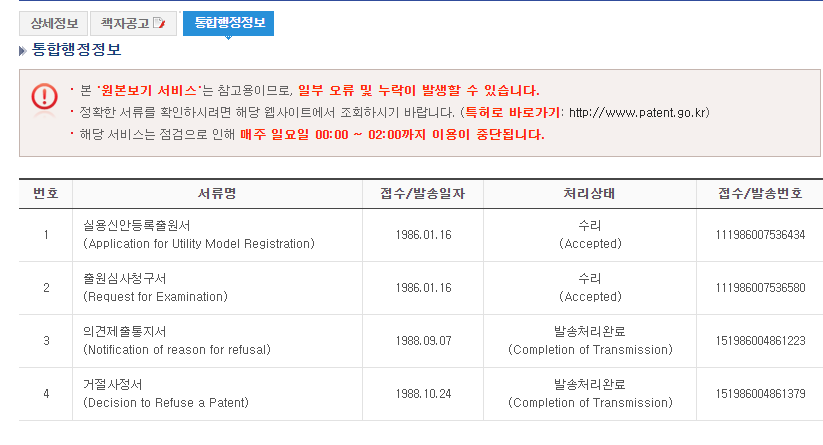 상세정보 책자공고 통합행정정보
통합행정정보
· 본 '원본보기 서비스'는 참고용이므로, 일부 오류 및 누락이 발생할 수 있습니다.
· 정확한 서류를 확인하시려면 해당 웹사이트에서 조회하시기 바랍니다. (특허로 바로가기: http://www.patent.go.kr)
· 해당 서비스는 점검으로 인해 매주 일요일 00:00 ~ 02:00까지 이용이 중단됩니다.
번호 서류명 접수/발송일자 처리상태 접수/발송번호
1 실용신안등록출원서 1986.01.16 수리 111986007536434
(Application for Utility Model Registration) (Accepted)
2 출원심사청구서 1986.01.16 수리 111986007536580
(Request for Examination) (Accepted)
3 의견제출통지서 1988.09.07 발송처리완료 151986004861223
(Notification of reason for refusal) (Completion of Transmission)
4 거절사정서 1988.10.24 발송처리완료 151986004861379
(Decision to Refuse a Patent) (Completion of Transmission)